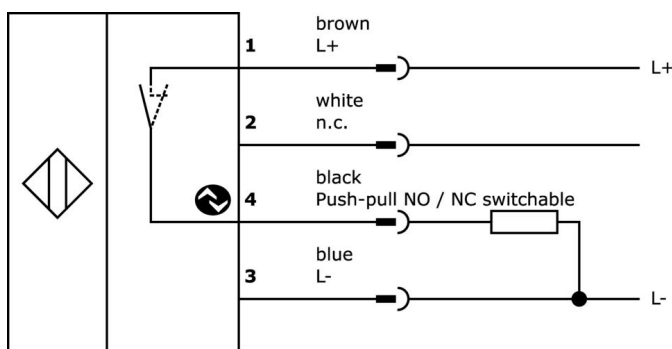 brown
1 L+
L+
white
2 n.c.
black
4 Push-pull NO / NC switchable
blue
3 L-
L-